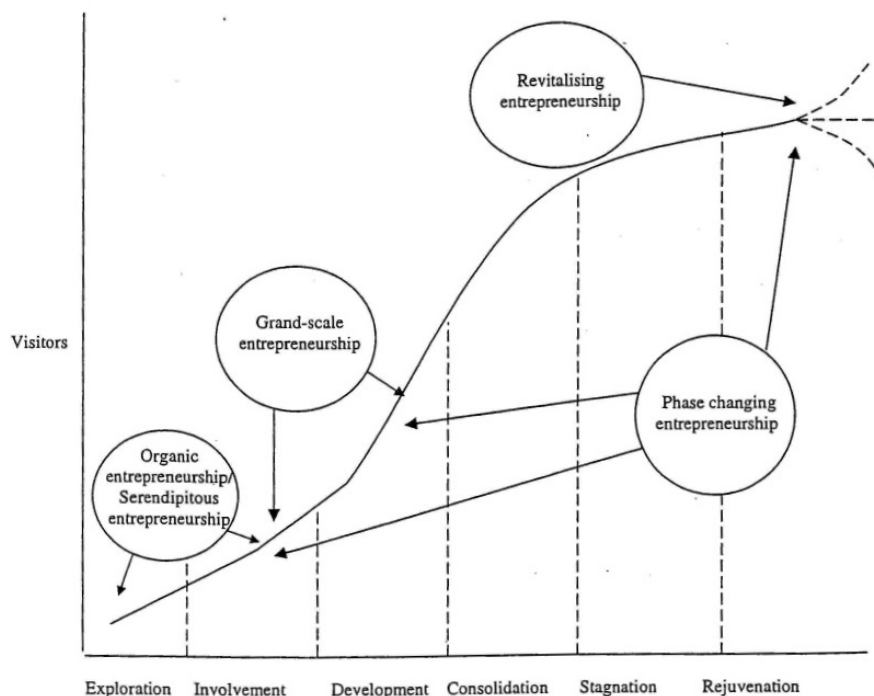 Revitalising
entrepreneurship
Grand-scale
entrepreneurship
Visitors
Phase changing
entrepreneurship
Organic
entrepreneurship/
Serendipitous
entrepreneurship
Exploration Involvement Development Consolidation Stagnation Rejuvenation